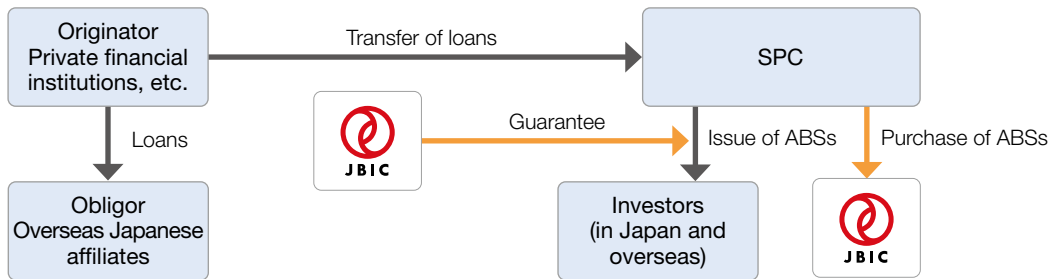 Originator
Private financial
institutions, etc.
Transfer of loans
SPC
Loans
JBIC
Guarantee
Issue of ABSs
Purchase of ABSs
Obligor
Overseas Japanese
affiliates
Investors
(in Japan and
overseas)
JBIC